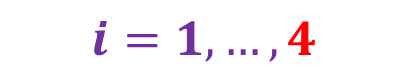 i = 1, ... , 4